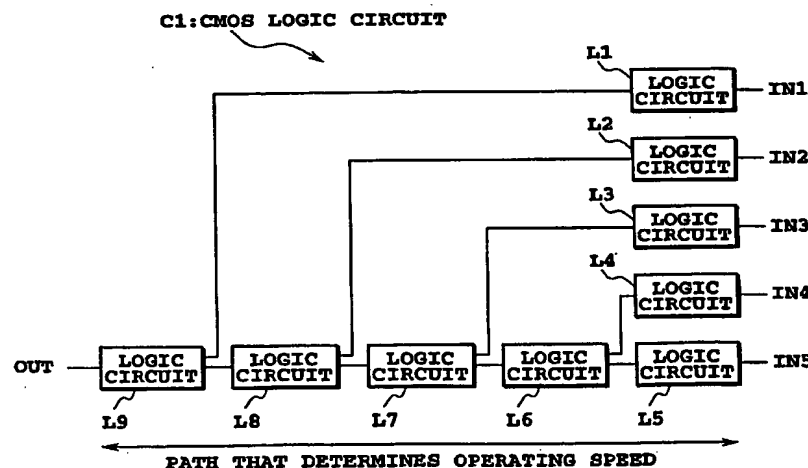 C1:CMOS LOGIC CIRCUIT
L1
LOGIC
CIRCUIT
IN1
L2
LOGIC
CIRCUIT
IN2
L3
LOGIC
CIRCUIT
IN3
L4
LOGIC
CIRCUIT
IN4
OUT
LOGIC
CIRCUIT
LOGIC
CIRCUIT
LOGIC
CIRCUIT
LOGIC
CIRCUIT
LOGIC
CIRCUIT
IN5
L9
L8
L7
L6
L5
PATH THAT DETERMINES OPERATING SPEED